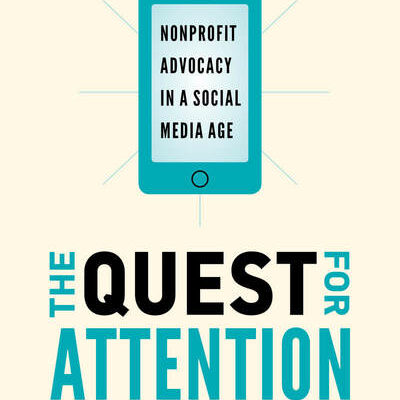 NONPROFIT
ADVOCACY
IN A SOCIAL
MEDIA AGE
THE QUEST FOR
ATTENTION